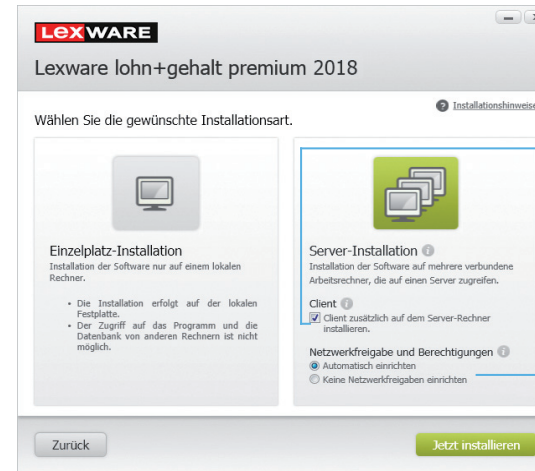 LEXWARE
Lexware lohn+gehalt premium 2018
Installationshinweise
Wählen Sie die gewünschte Installationsart.
Einzelplatz-Installation
Installation der Software nur auf einem lokalen
Rechner.
• Die Installation erfolgt auf der lokalen
Festplatte.
• Der Zugriff auf das Programm und die
Datenbank von anderen Rechnern ist nicht
möglich.
Server-Installation
Installation der Software auf mehrere verbundene
Arbeitsrechner, die auf einen Server zugreifen.
Client
Client zusätzlich auf dem Server-Rechner
installieren.
Netzwerkfreigabe und Berechtigungen
Automatisch einrichten
Keine Netzwerkfreigaben einrichten
Zurück
Jetzt installieren